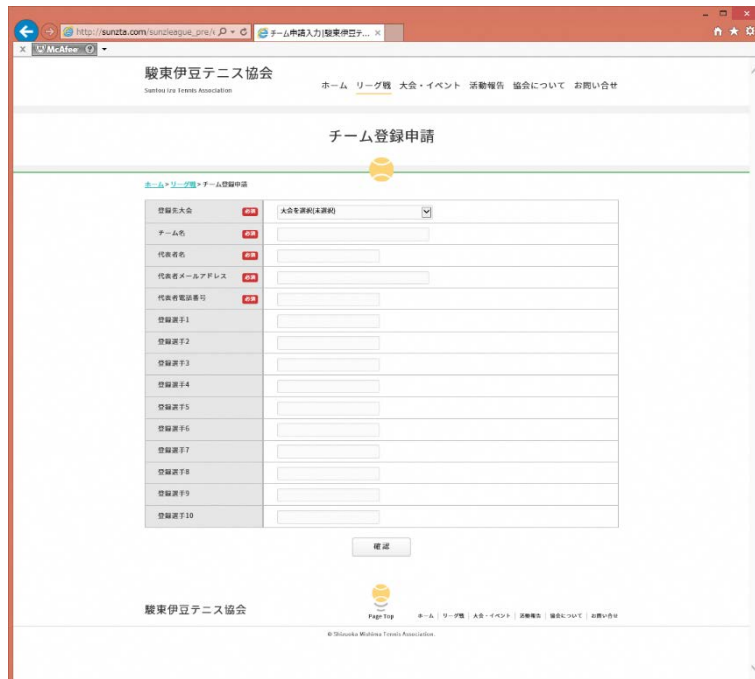 http://sunzta.com/sunzleague_pre/
チーム申請入力|駿東伊豆テ...
McAfee
駿東伊豆テニス協会
Suntou Izu Tennis Association
ホーム リーグ戦 大会・イベント 活動報告 協会について お問い合せ
チーム登録申請
ホーム > リーグ戦 > チーム登録申請
登録先大会 必須 大会を選択(未選択)
チーム名 必須
代表者名 必須
代表者メールアドレス 必須
代表者電話番号 必須
登録選手1
登録選手2
登録選手3
登録選手4
登録選手5
登録選手6
登録選手7
登録選手8
登録選手9
登録選手10
確認
駿東伊豆テニス協会
Page Top
ホーム | リーグ戦 | 大会・イベント | 活動報告 | 協会について | お問い合せ
© Shizuoka Mishima Tennis Association.